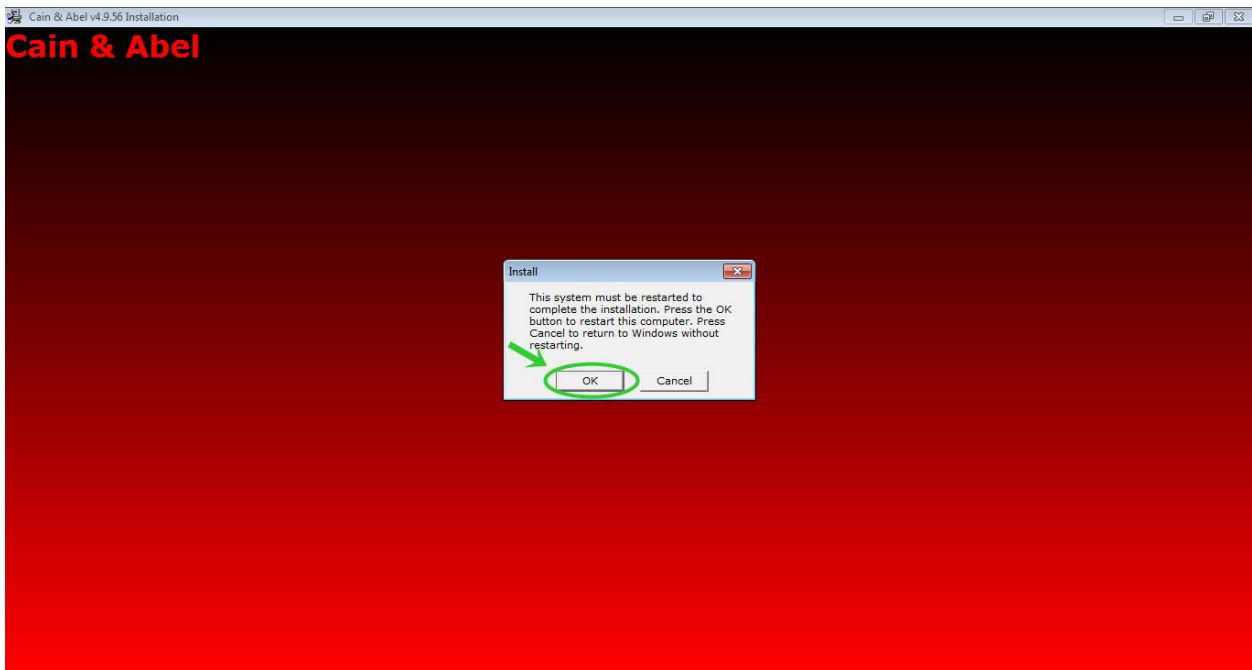 Cain & Abel v4.9.56 Installation
Cain & Abel
Install
This system must be restarted to
complete the installation. Press the OK
button to restart this computer. Press
Cancel to return to Windows without
restarting.
OK Cancel